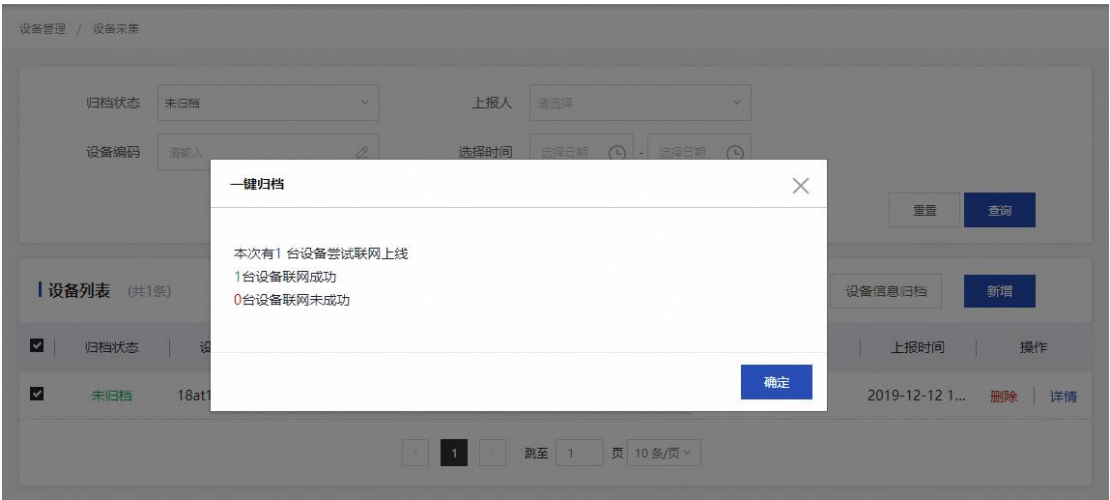 设备管理 / 设备采集
归档状态 未归档 上报人 请选择
设备编码 请输入 选择时间 选择日期 - 选择日期
一键归档
重置 查询
本次有1 台设备尝试联网上线
1台设备联网成功
0台设备联网未成功
设备列表 (共1条) 设备信息归档 新增
归档状态 设 上报时间 操作
确定
未归档 18at1 2019-12-12 1... 删除 详情
1 跳至 1 页 10 条/页